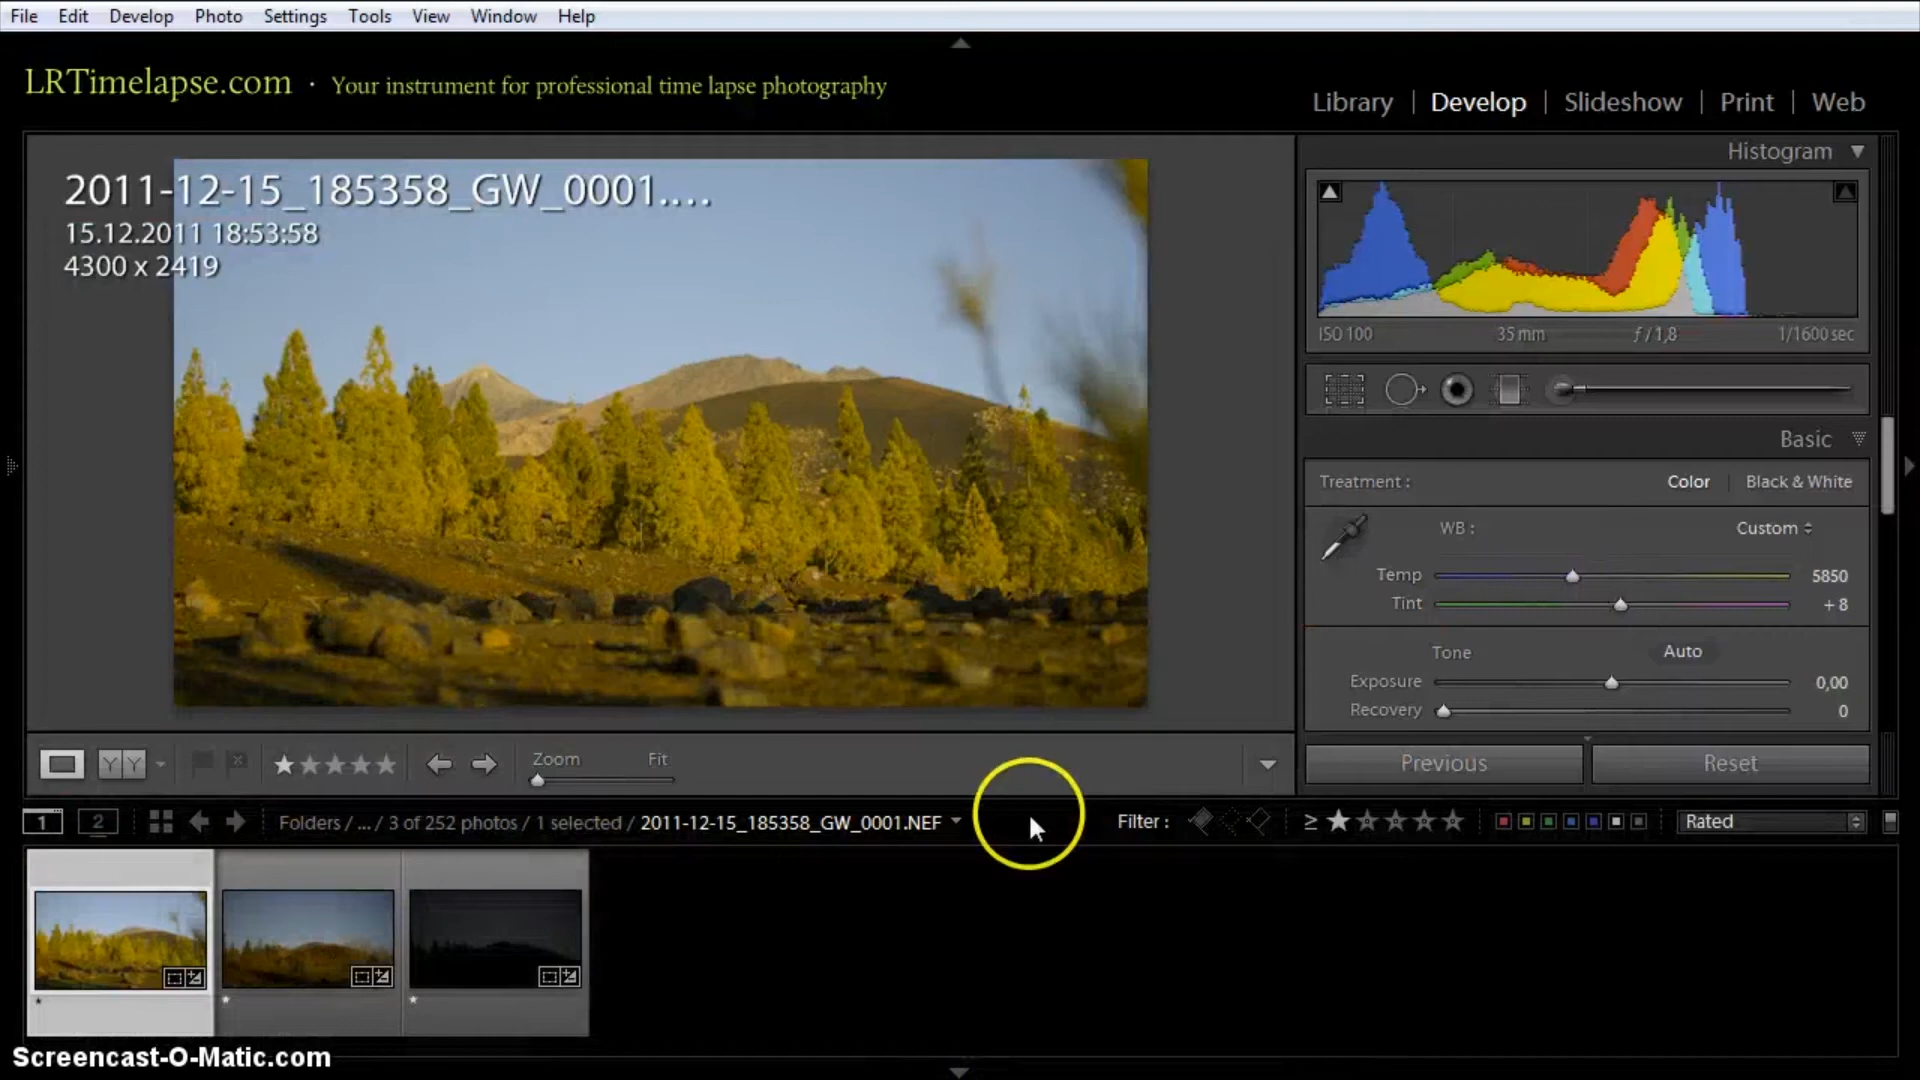 File Edit Develop Photo Settings Tools View Window Help
LRTimelapse.com · Your instrument for professional time lapse photography
Library | Develop | Slideshow | Print | Web
2011-12-15_185358_GW_0001....
15.12.2011 18:53:58
4300 x 2419
Histogram
ISO 100 35 mm ƒ / 1,8 1/1600 sec
Basic
Treatment : Color | Black & White
WB : Custom
Temp 5850
Tint + 8
Tone Auto
Exposure 0,00
Recovery 0
YY Zoom Fit
Previous Reset
1 2 Folders / ... / 3 of 252 photos / 1 selected / 2011-12-15_185358_GW_0001.NEF Filter : ≥ Rated
Screencast-O-Matic.com